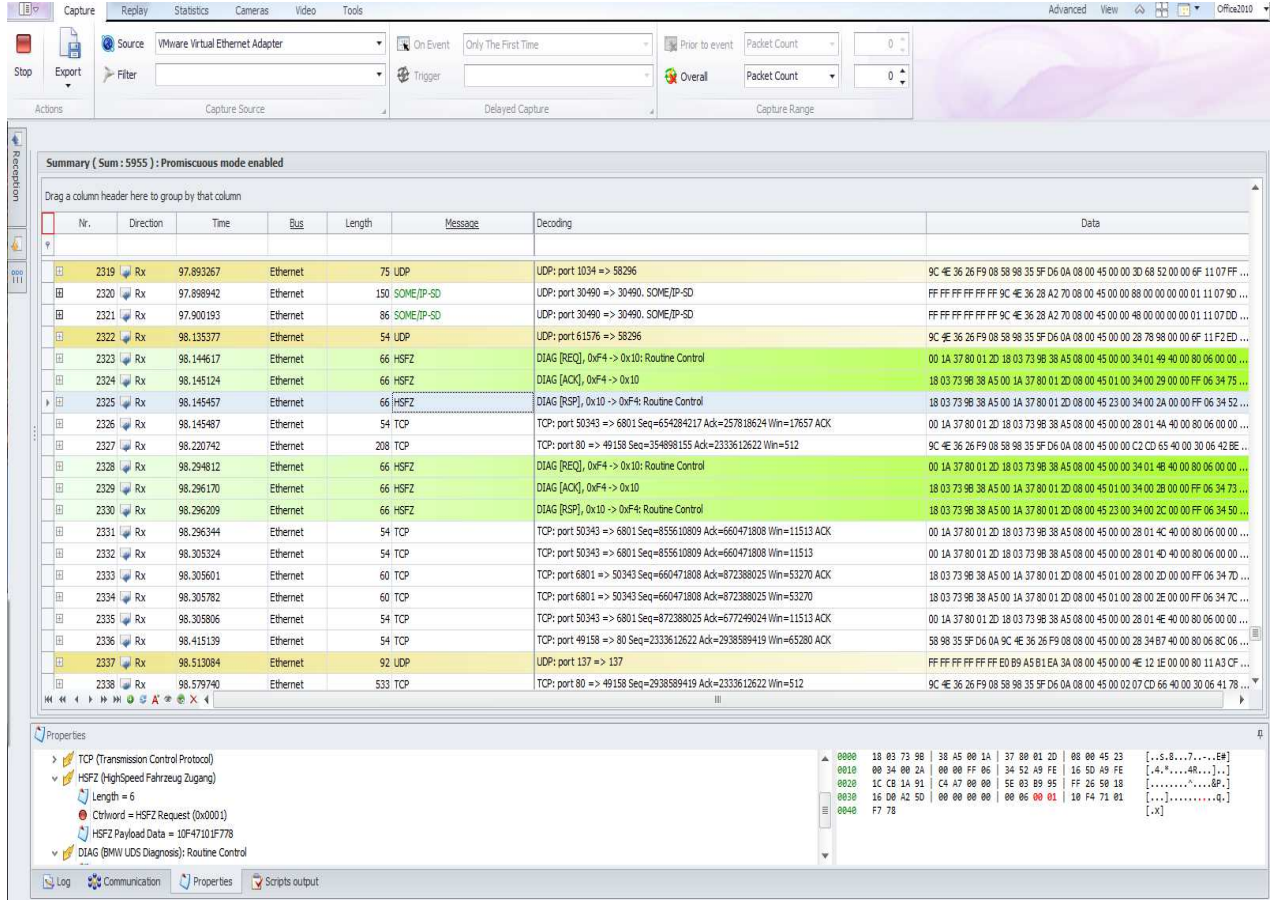 Capture Replay Statistics Cameras Video Tools Advanced View Office2010
Stop
Export
Source VMware Virtual Ethernet Adapter
Filter
On Event Only The First Time
Trigger
Prior to event Packet Count 0
Overall Packet Count 0
Actions Capture Source Delayed Capture Capture Range
Reception
Summary ( Sum : 5955 ) : Promiscuous mode enabled
Drag a column header here to group by that column
Nr. Direction Time Bus Length Message Decoding Data
2319 Rx 97.893267 Ethernet 75 UDP UDP: port 1034 => 58296 9C 4E 36 26 F9 08 58 98 35 5F D6 0A 08 00 45 00 00 3D 68 52 00 00 6F 11 07 FF ...
2320 Rx 97.898942 Ethernet 150 SOME/IP-SD UDP: port 30490 => 30490. SOME/IP-SD FF FF FF FF FF FF 9C 4E 36 28 A2 70 08 00 45 00 00 88 00 00 00 00 01 11 07 9D ...
2321 Rx 97.900193 Ethernet 86 SOME/IP-SD UDP: port 30490 => 30490. SOME/IP-SD FF FF FF FF FF FF 9C 4E 36 28 A2 70 08 00 45 00 00 48 00 00 00 00 01 11 07 DD ...
2322 Rx 98.135377 Ethernet 54 UDP UDP: port 61576 => 58296 9C 4E 36 26 F9 08 58 98 35 5F D6 0A 08 00 45 00 00 28 78 98 00 00 6F 11 F2 ED ...
2323 Rx 98.144617 Ethernet 66 HSFZ DIAG [REQ], 0xF4 -> 0x10: Routine Control 00 1A 37 80 01 2D 18 03 73 9B 38 A5 08 00 45 00 00 34 01 49 40 00 80 06 00 00 ...
2324 Rx 98.145124 Ethernet 66 HSFZ DIAG [ACK], 0xF4 -> 0x10 18 03 73 9B 38 A5 00 1A 37 80 01 2D 08 00 45 01 00 34 00 29 00 00 FF 06 34 75 ...
2325 Rx 98.145457 Ethernet 66 HSFZ DIAG [RSP], 0x10 -> 0xF4: Routine Control 18 03 73 9B 38 A5 00 1A 37 80 01 2D 08 00 45 23 00 34 00 2A 00 00 FF 06 34 52 ...
2326 Rx 98.145487 Ethernet 54 TCP TCP: port 50343 => 6801 Seq=654284217 Ack=257818624 Win=17657 ACK 00 1A 37 80 01 2D 18 03 73 9B 38 A5 08 00 45 00 00 28 01 4A 40 00 80 06 00 00 ...
2327 Rx 98.220742 Ethernet 208 TCP TCP: port 80 => 49158 Seq=354898155 Ack=2333612622 Win=512 9C 4E 36 26 F9 08 58 98 35 5F D6 0A 08 00 45 00 00 C2 CD 65 40 00 30 06 42 BE ...
2328 Rx 98.294812 Ethernet 66 HSFZ DIAG [REQ], 0xF4 -> 0x10: Routine Control 00 1A 37 80 01 2D 18 03 73 9B 38 A5 08 00 45 00 00 34 01 4B 40 00 80 06 00 00 ...
2329 Rx 98.296170 Ethernet 66 HSFZ DIAG [ACK], 0xF4 -> 0x10 18 03 73 9B 38 A5 00 1A 37 80 01 2D 08 00 45 01 00 34 00 2B 00 00 FF 06 34 73 ...
2330 Rx 98.296209 Ethernet 66 HSFZ DIAG [RSP], 0x10 -> 0xF4: Routine Control 18 03 73 9B 38 A5 00 1A 37 80 01 2D 08 00 45 23 00 34 00 2C 00 00 FF 06 34 50 ...
2331 Rx 98.296344 Ethernet 54 TCP TCP: port 50343 => 6801 Seq=855610809 Ack=660471808 Win=11513 ACK 00 1A 37 80 01 2D 18 03 73 9B 38 A5 08 00 45 00 00 28 01 4C 40 00 80 06 00 00 ...
2332 Rx 98.305324 Ethernet 54 TCP TCP: port 50343 => 6801 Seq=855610809 Ack=660471808 Win=11513 00 1A 37 80 01 2D 18 03 73 9B 38 A5 08 00 45 00 00 28 01 4D 40 00 80 06 00 00 ...
2333 Rx 98.305601 Ethernet 60 TCP TCP: port 6801 => 50343 Seq=660471808 Ack=872388025 Win=53270 ACK 18 03 73 9B 38 A5 00 1A 37 80 01 2D 08 00 45 01 00 28 00 2D 00 00 FF 06 34 7D ...
2334 Rx 98.305782 Ethernet 60 TCP TCP: port 6801 => 50343 Seq=660471808 Ack=872388025 Win=53270 18 03 73 9B 38 A5 00 1A 37 80 01 2D 08 00 45 01 00 28 00 2E 00 00 FF 06 34 7C ...
2335 Rx 98.305806 Ethernet 54 TCP TCP: port 50343 => 6801 Seq=872388025 Ack=677249024 Win=11513 ACK 00 1A 37 80 01 2D 18 03 73 9B 38 A5 08 00 45 00 00 28 01 4E 40 00 80 06 00 00 ...
2336 Rx 98.415139 Ethernet 54 TCP TCP: port 49158 => 80 Seq=2333612622 Ack=2938589419 Win=65280 ACK 58 98 35 5F D6 0A 9C 4E 36 26 F9 08 08 00 45 00 00 28 34 B7 40 00 80 06 8C 06 ...
2337 Rx 98.513084 Ethernet 92 UDP UDP: port 137 => 137 FF FF FF FF FF FF E0 B9 A5 B1 EA 3A 08 00 45 00 00 4E 12 1E 00 00 80 11 A3 CF ...
2338 Rx 98.579740 Ethernet 533 TCP TCP: port 80 => 49158 Seq=2938589419 Ack=2333612622 Win=512 9C 4E 36 26 F9 08 58 98 35 5F D6 0A 08 00 45 00 02 07 CD 66 40 00 30 06 41 78 ...
Properties
TCP (Transmission Control Protocol)
HSFZ (HighSpeed Fahrzeug Zugang)
Length = 6
Ctrlword = HSFZ Request (0x0001)
HSFZ Payload Data = 10F47101F778
DIAG (BMW UDS Diagnosis): Routine Control
0000 18 03 73 9B | 38 A5 00 1A | 37 80 01 2D | 08 00 45 23 [..s.8...7..-..E#]
0010 00 34 00 2A | 00 00 FF 06 | 34 52 A9 FE | 16 5D A9 FE [.4.*....4R...]..]
0020 1C CB 1A 91 | C4 A7 00 00 | 5E 03 B9 95 | FF 26 50 18 [........^....&P.]
0030 16 D0 A2 5D | 00 00 00 00 | 00 06 00 01 | 10 F4 71 01 [...]..........q.]
0040 F7 78 [.x]
Log Communication Properties Scripts output